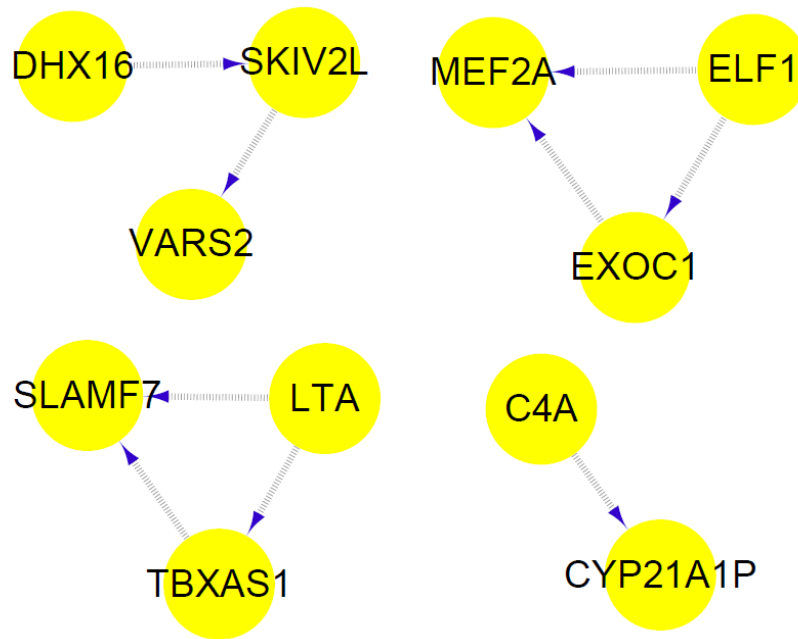 DHX16
SKIV2L
VARS2
MEF2A
ELF1
EXOC1
SLAMF7
LTA
TBXAS1
C4A
CYP21A1P